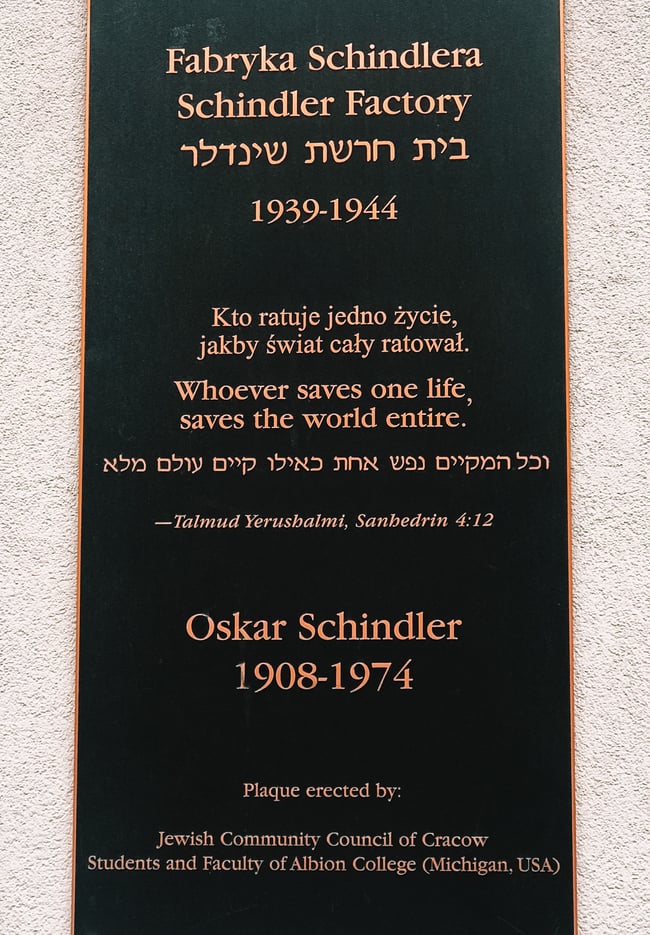 Fabryka Schindlera
Schindler Factory
בית חרשת שינדלר
1939-1944
Kto ratuje jedno życie,
jakby świat cały ratował.
Whoever saves one life,
saves the world entire.
וכל המקיים נפש אחת כאילו קיים עולם מלא
—Talmud Yerushalmi, Sanhedrin 4:12
Oskar Schindler
1908-1974
Plaque erected by:
Jewish Community Council of Cracow
Students and Faculty of Albion College (Michigan, USA)